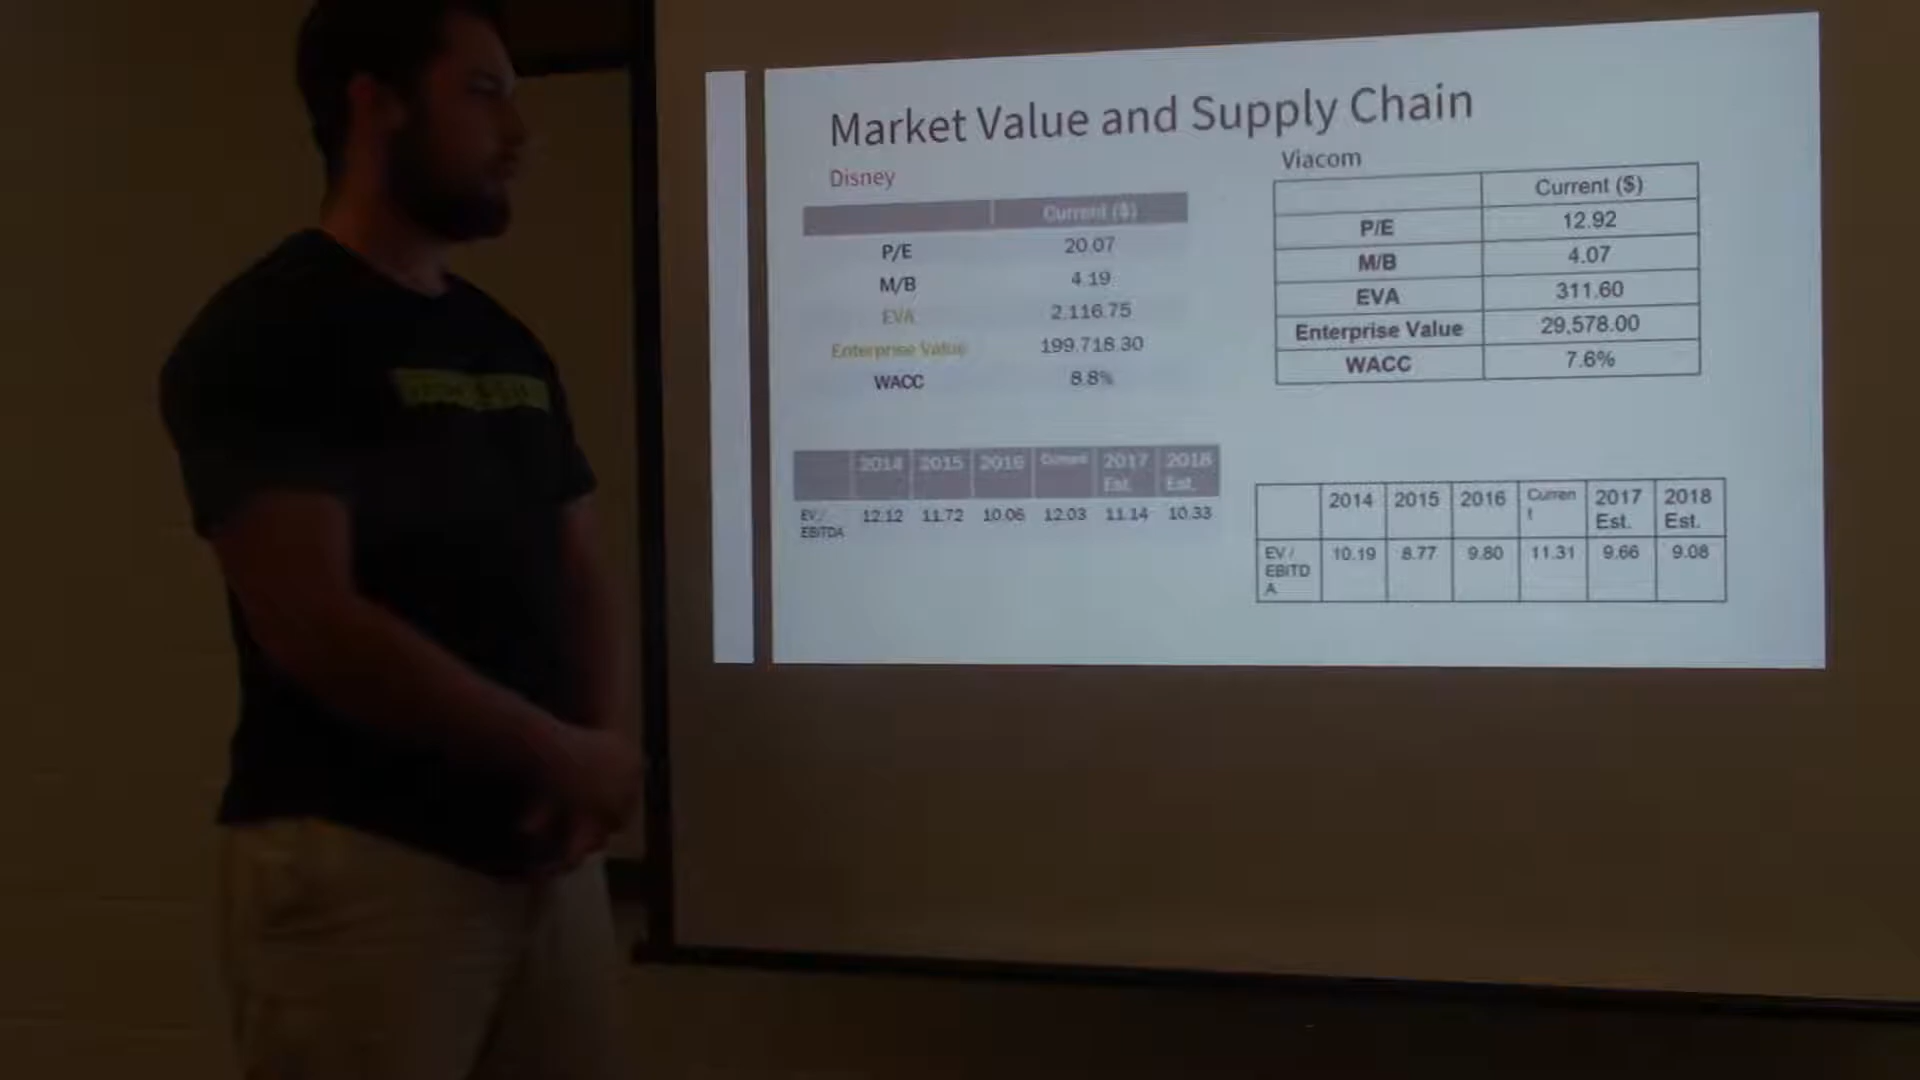 Market Value and Supply Chain
Disney
Current ($)
P/E 20.07
M/B 4.19
EVA 2,116.75
Enterprise Value 199,718.30
WACC 8.8%
2014 2015 2016 Current 2017 2018
Est. Est.
EV / 12.12 11.72 10.06 12.03 11.14 10.33
EBITDA
Viacom
Current ($)
P/E 12.92
M/B 4.07
EVA 311.60
Enterprise Value 29,578.00
WACC 7.6%
2014 2015 2016 Curren 2017 2018
t Est. Est.
EV / 10.19 8.77 9.80 11.31 9.66 9.08
EBITD
A